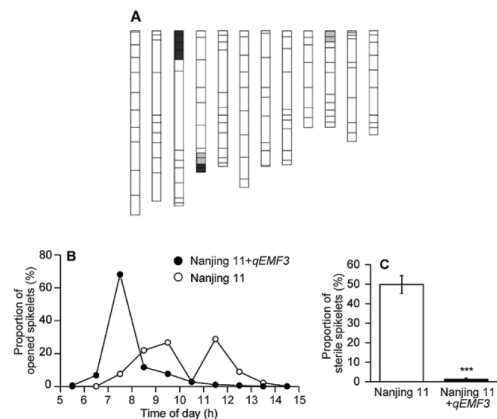 A
B
Nanjing 11+qEMF3
Nanjing 11
Proportion of
opened spikelets (%)
80
60
40
20
0
5 6 7 8 9 10 11 12 13 14 15
Time of day (h)
C
Proportion of
sterile spikelets (%)
60
50
40
30
20
10
0
***
Nanjing 11
Nanjing 11
+qEMF3